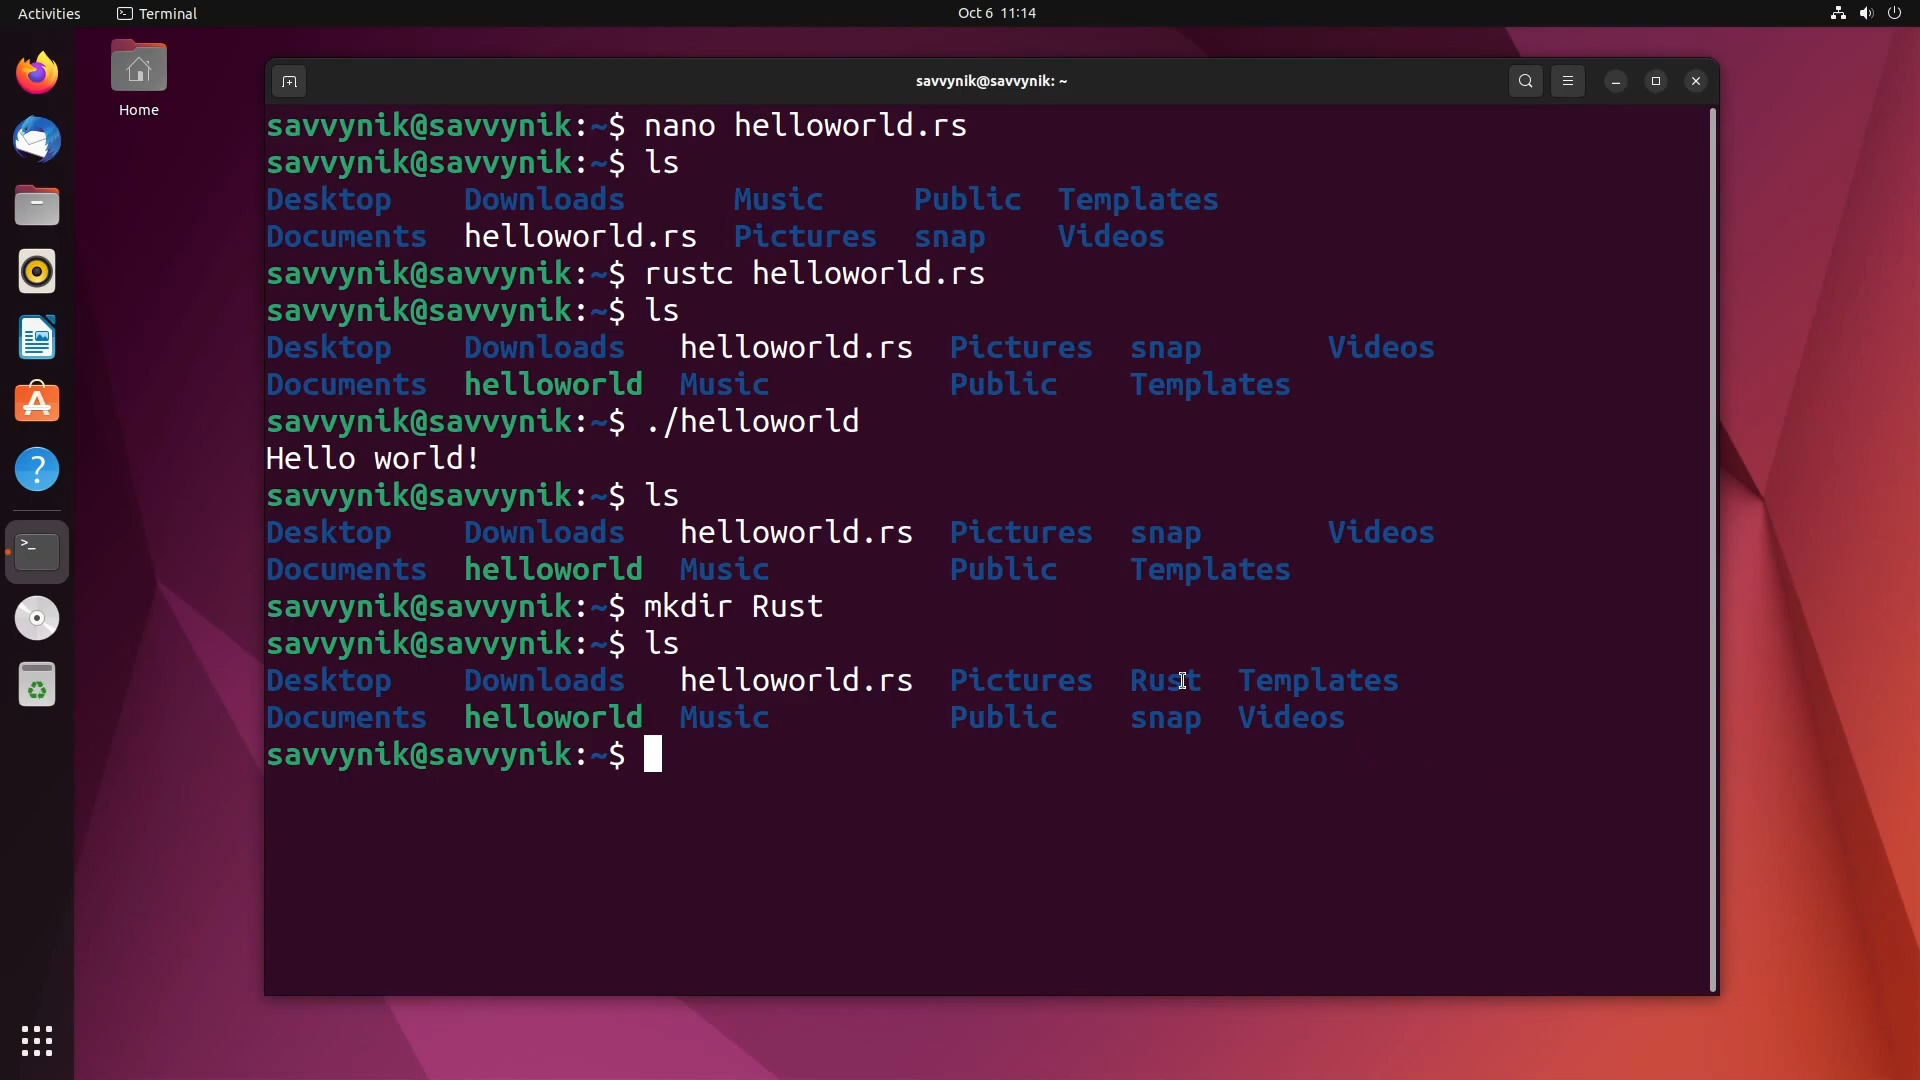 Activities Terminal Oct 6 11:14
Home
savvynik@savvynik: ~
savvynik@savvynik:~$ nano helloworld.rs
savvynik@savvynik:~$ ls
Desktop Downloads Music Public Templates
Documents helloworld.rs Pictures snap Videos
savvynik@savvynik:~$ rustc helloworld.rs
savvynik@savvynik:~$ ls
Desktop Downloads helloworld.rs Pictures snap Videos
Documents helloworld Music Public Templates
savvynik@savvynik:~$ ./helloworld
Hello world!
savvynik@savvynik:~$ ls
Desktop Downloads helloworld.rs Pictures snap Videos
Documents helloworld Music Public Templates
savvynik@savvynik:~$ mkdir Rust
savvynik@savvynik:~$ ls
Desktop Downloads helloworld.rs Pictures Rust Templates
Documents helloworld Music Public snap Videos
savvynik@savvynik:~$